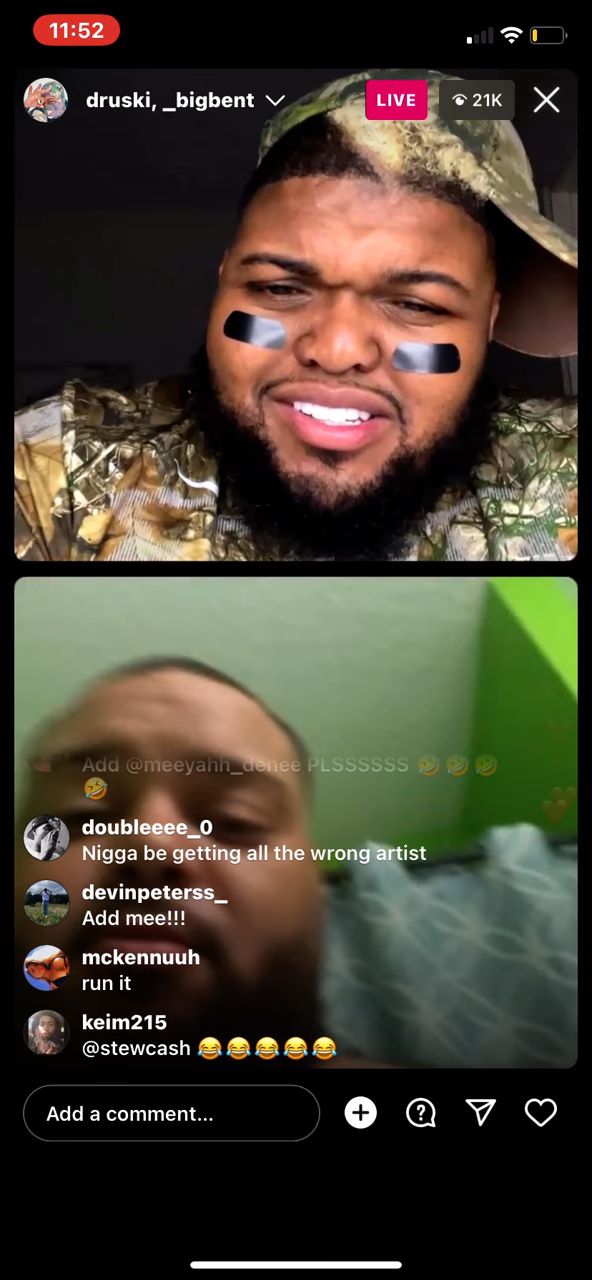 11:52
druski, _bigbent
LIVE
21K
Add @meeyahh_denee PLSSSSSS 🤣🤣🤣
🤣
doubleeee_0
Nigga be getting all the wrong artist
devinpeterss_
Add mee!!!
mckennuuh
run it
keim215
@stewcash 😂😂😂😂😂
Add a comment...